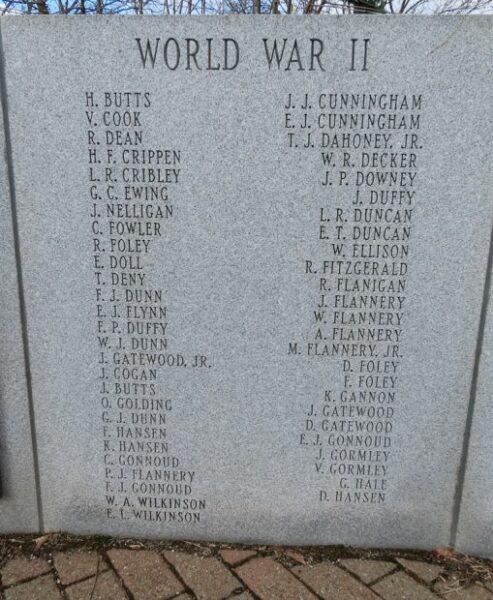 WORLD WAR II
H. BUTTS
V. COOK
R. DEAN
H. F. CRIPPEN
L. R. CRIBLEY
G. C. EWING
J. NELLIGAN
C. FOWLER
R. FOLEY
E. DOLL
T. DENY
F. J. DUNN
E. J. FLYNN
F. P. DUFFY
W. J. DUNN
J. GATEWOOD, JR.
J. COGAN
J. BUTTS
O. GOLDING
G. J. DUNN
F. HANSEN
K. HANSEN
C. GONNOUD
P. J. FLANNERY
F. J. GONNOUD
W. A. WILKINSON
E. L. WILKINSON
J. J. CUNNINGHAM
E. J. CUNNINGHAM
T. J. DAHONEY, JR.
W. R. DECKER
J. P. DOWNEY
J. DUFFY
L. R. DUNCAN
E. T. DUNCAN
W. ELLISON
R. FITZGERALD
R. FLANIGAN
J. FLANNERY
W. FLANNERY
A. FLANNERY
M. FLANNERY, JR.
D. FOLEY
F. FOLEY
K. GANNON
J. GATEWOOD
D. GATEWOOD
E. J. GONNOUD
J. GORMLEY
V. GORMLEY
G. HALE
D. HANSEN